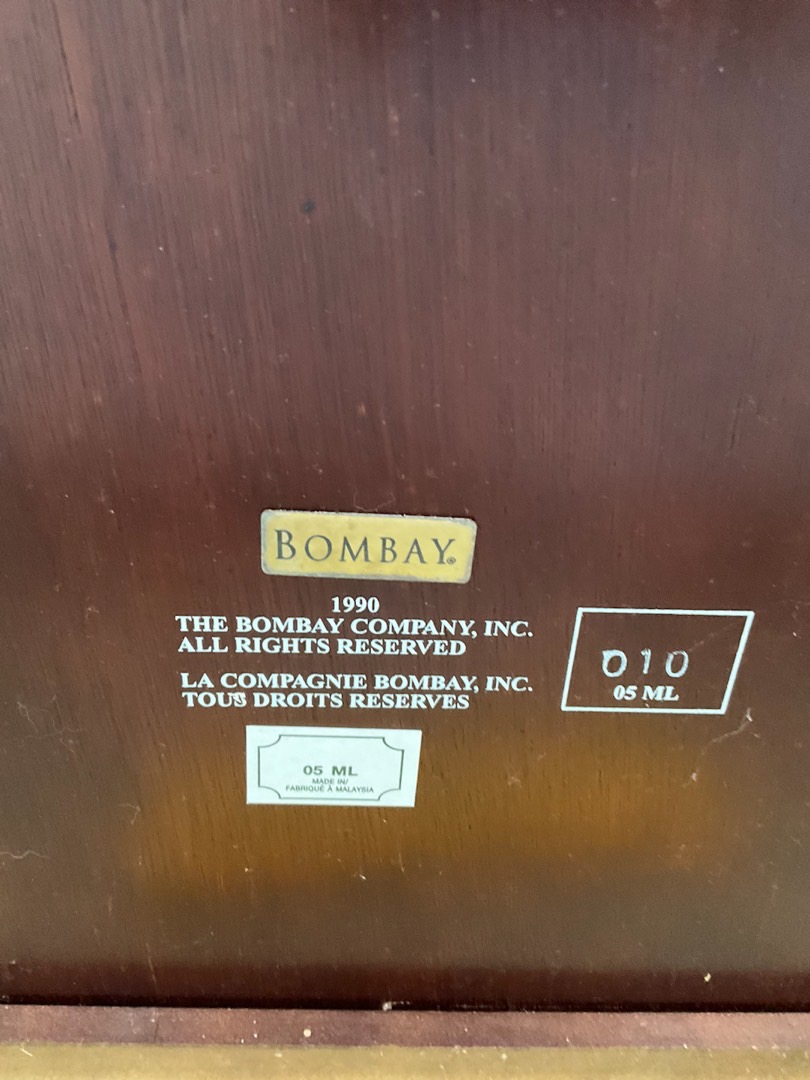 BOMBAY®
1990
THE BOMBAY COMPANY, INC.
ALL RIGHTS RESERVED
LA COMPAGNIE BOMBAY, INC.
TOUS DROITS RESERVES
010
05 ML
05 ML
MADE IN/
FABRIQUÉ À MALAYSIA